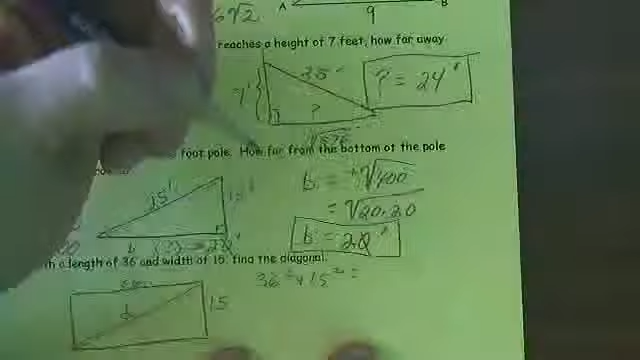 6√2 A 9 B
reaches a height of 7 feet, how far away
7' 25' ? ? = 24'
√576
foot pole. How far from the bottom of the pole
25' 15' b = √400
= √20·20
b b = 20'
a length of 36 and width of 15. find the diagonal.
36² + 15² =
d 15